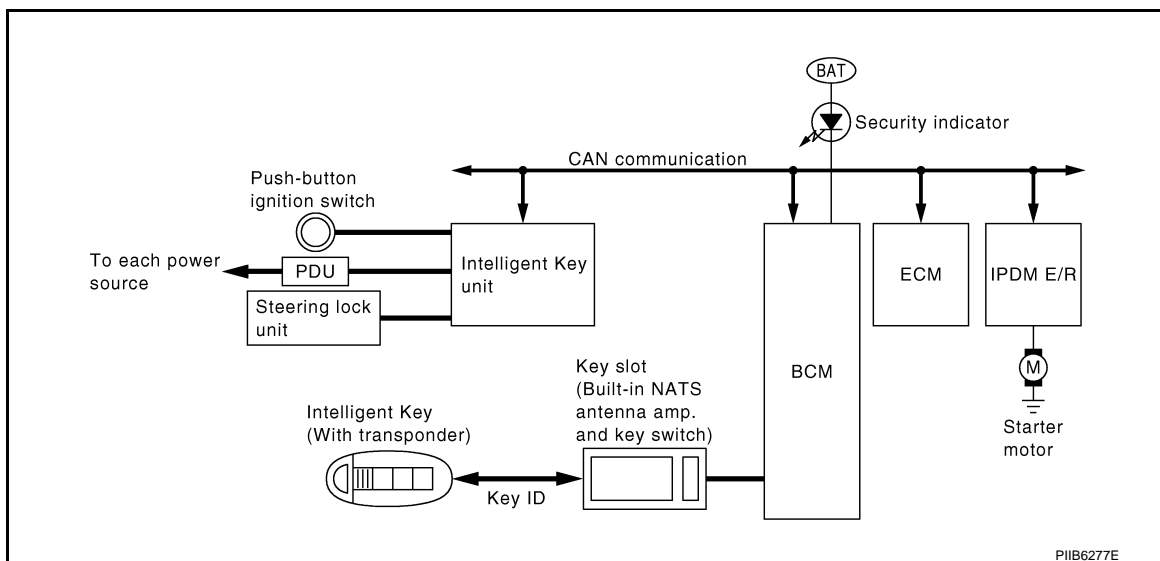 BAT
Security indicator
CAN communication
Push-button
ignition switch
To each power
source
PDU
Intelligent Key
unit
Steering lock
unit
ECM
IPDM E/R
BCM
M
Starter
motor
Key slot
(Built-in NATS
antenna amp.
and key switch)
Intelligent Key
(With transponder)
Key ID
PIIB6277E